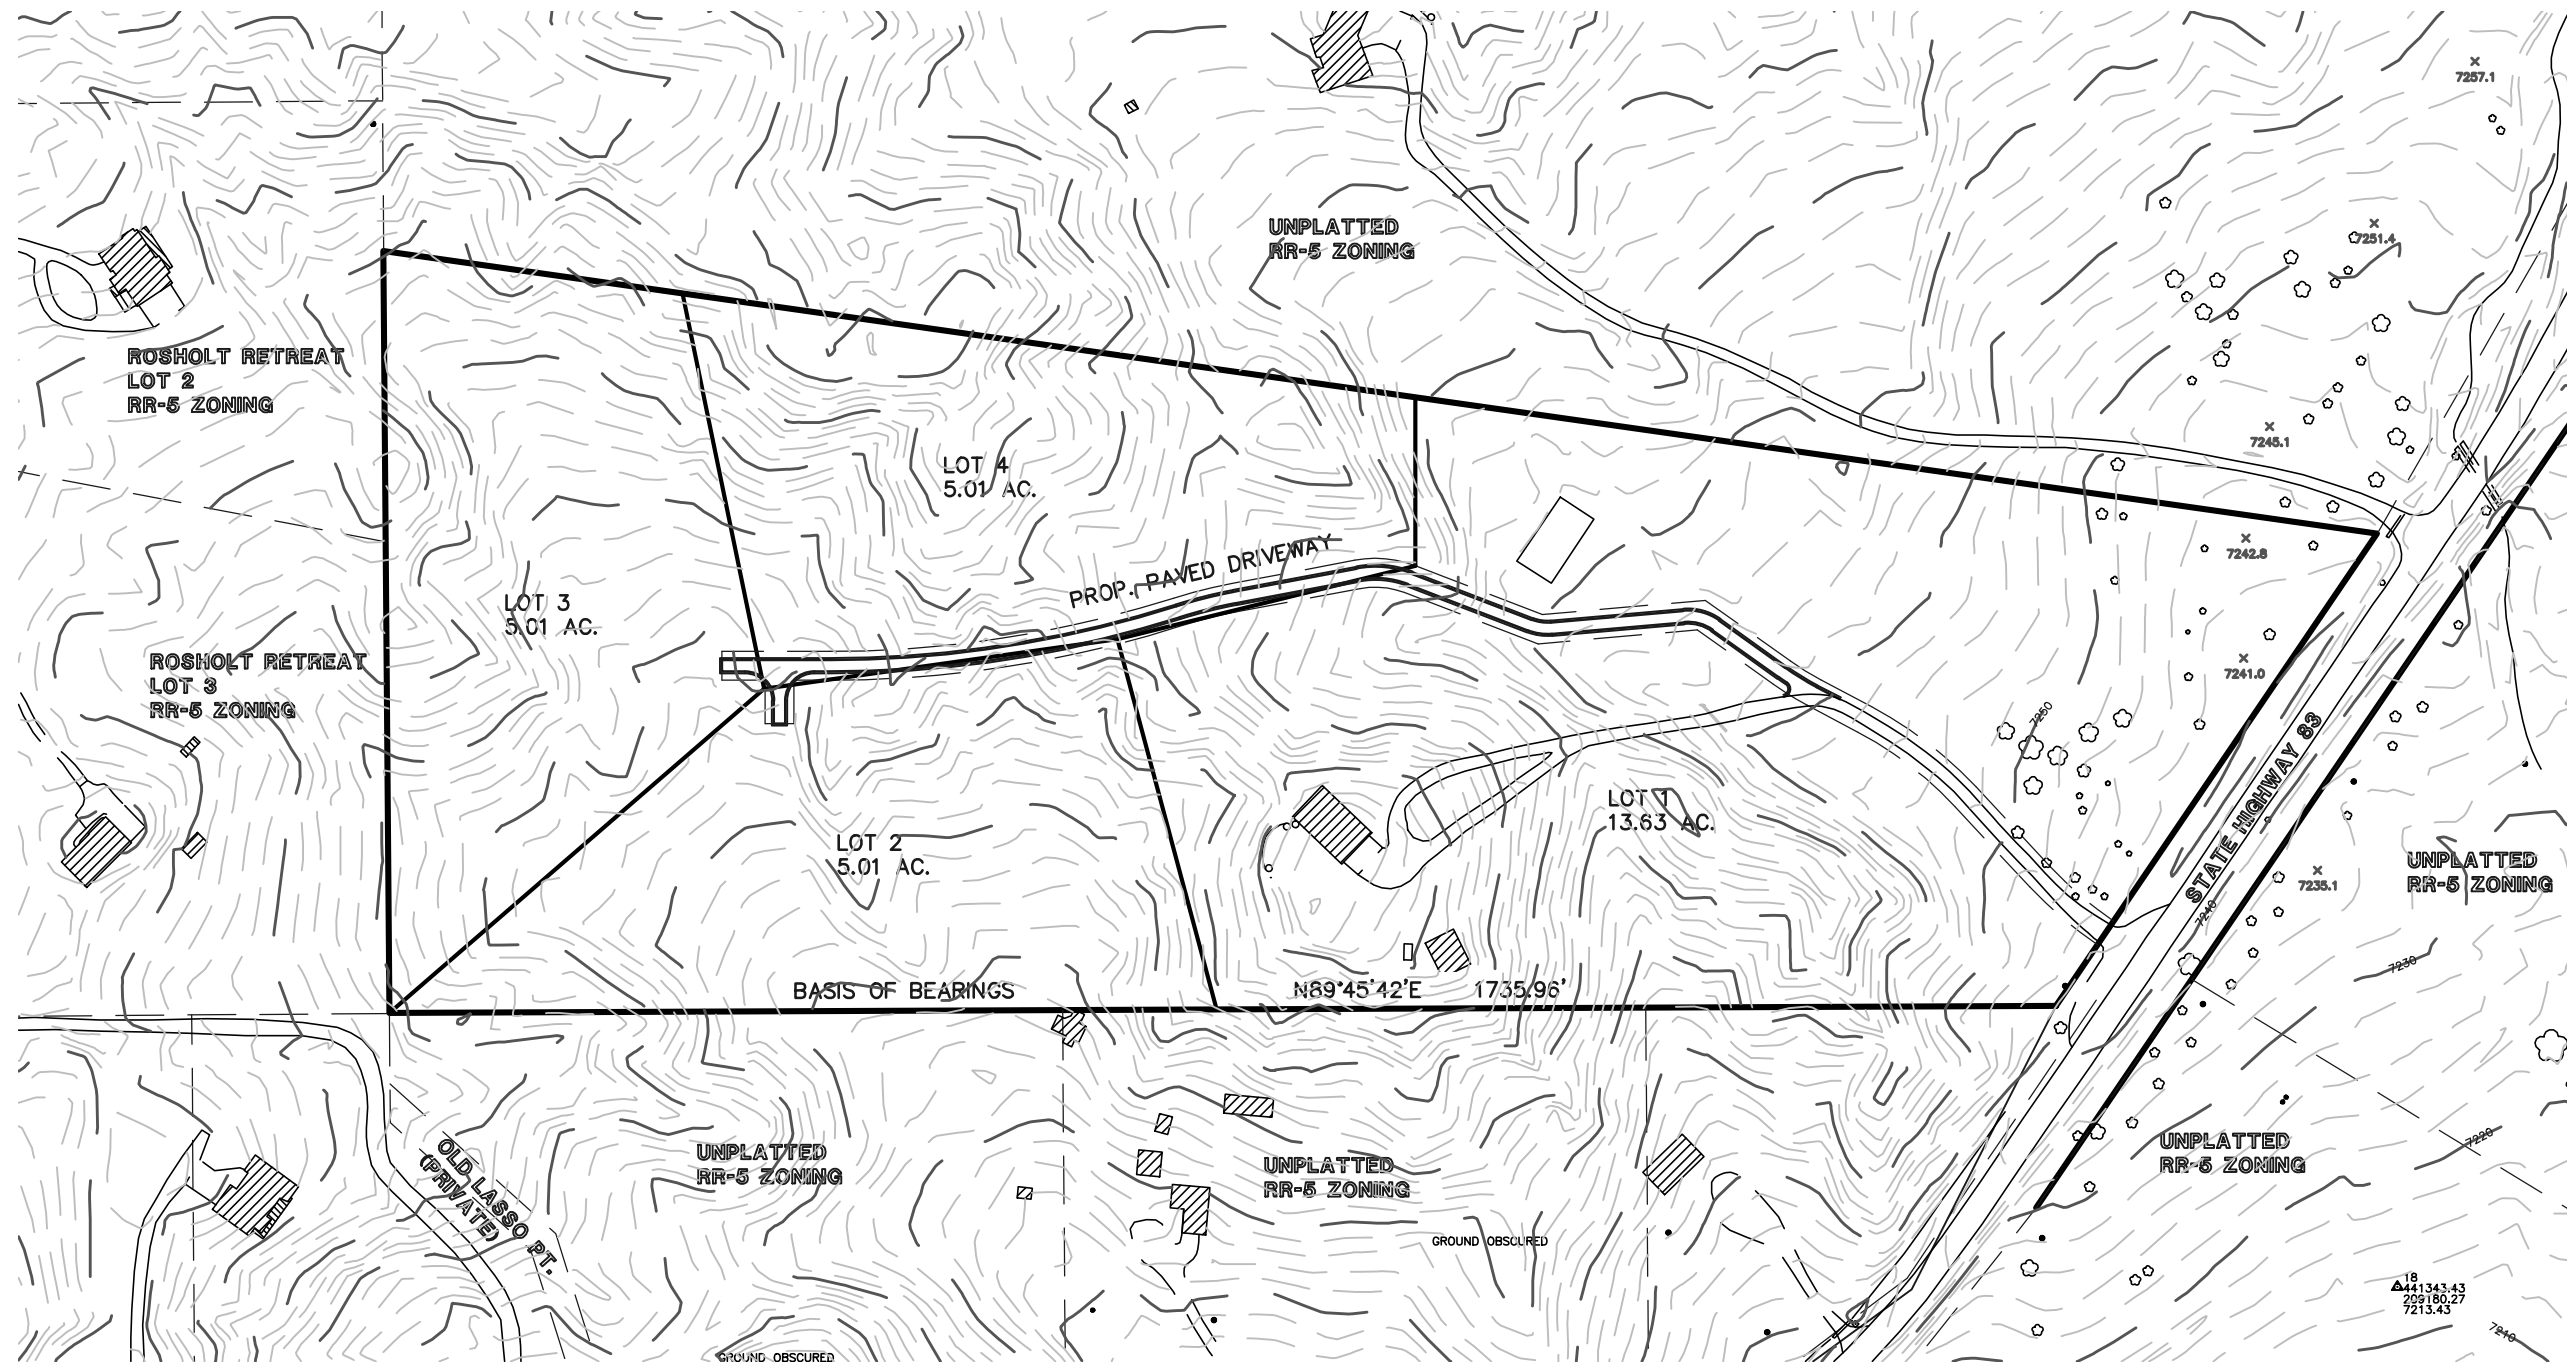 7257.1
UNPLATTED
RR-5 ZONING
7251.4
ROSHOLT RETREAT
LOT 2
RR-5 ZONING
7245.1
LOT 4
5.01 AC.
PROP. PAVED DRIVEWAY
7242.8
LOT 3
5.01 AC.
ROSHOLT RETREAT
LOT 3
RR-5 ZONING
7241.0
7250
STATE HIGHWAY 83
LOT 1
13.63 AC.
LOT 2
5.01 AC.
UNPLATTED
RR-5 ZONING
7235.1
7240
7230
BASIS OF BEARINGS
N89°45'42'E 1735.96'
OLD LASSO PT.
(PRIVATE)
UNPLATTED
RR-5 ZONING
UNPLATTED
RR-5 ZONING
UNPLATTED
RR-5 ZONING
7220
GROUND OBSCURED
18
441343.43
209180.27
7213.43
7210
GROUND OBSCURED